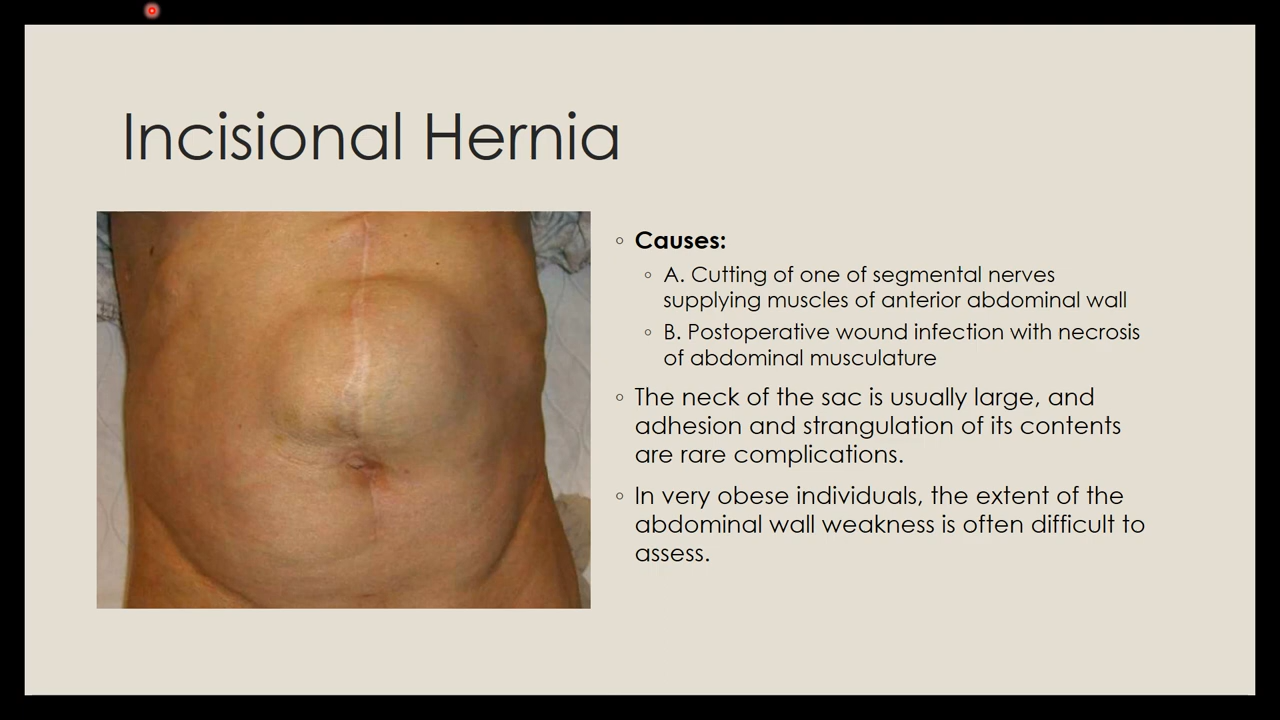 Incisional Hernia
◦ Causes:
◦ A. Cutting of one of segmental nerves
supplying muscles of anterior abdominal wall
◦ B. Postoperative wound infection with necrosis
of abdominal musculature
◦ The neck of the sac is usually large, and
adhesion and strangulation of its contents
are rare complications.
◦ In very obese individuals, the extent of the
abdominal wall weakness is often difficult to
assess.